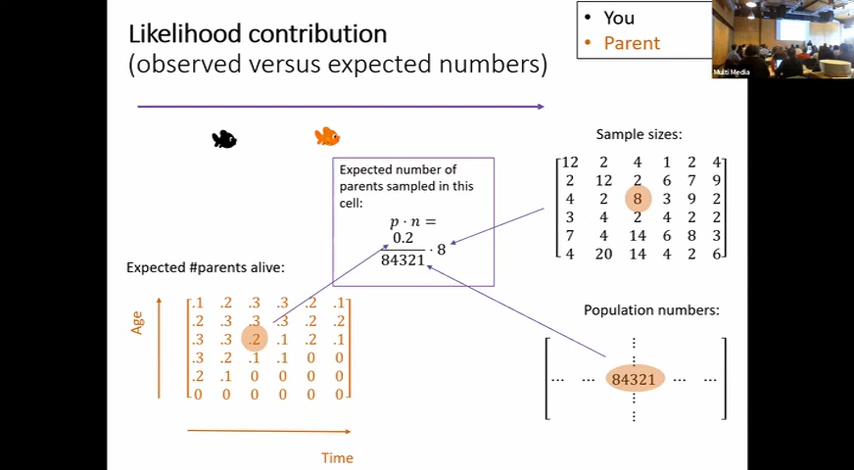 Likelihood contribution
(observed versus expected numbers)
• You
• Parent
Multi Media
Sample sizes:
12 2 4 1 2 4
2 12 2 6 7 9
4 2 8 3 9 2
3 4 2 4 2 2
7 4 14 6 8 3
4 20 14 4 2 6
Expected number of
parents sampled in this
cell:
p · n =
0.2
84321 · 8
Expected #parents alive:
Age
.1 .2 .3 .3 .2 .1
.2 .3 .3 .3 .2 .2
.3 .3 .2 .1 .2 .1
.3 .2 .1 .1 0 0
.2 .1 0 0 0 0
0 0 0 0 0 0
Time
Population numbers:
⋮
... ... 84321 ... ...
⋮